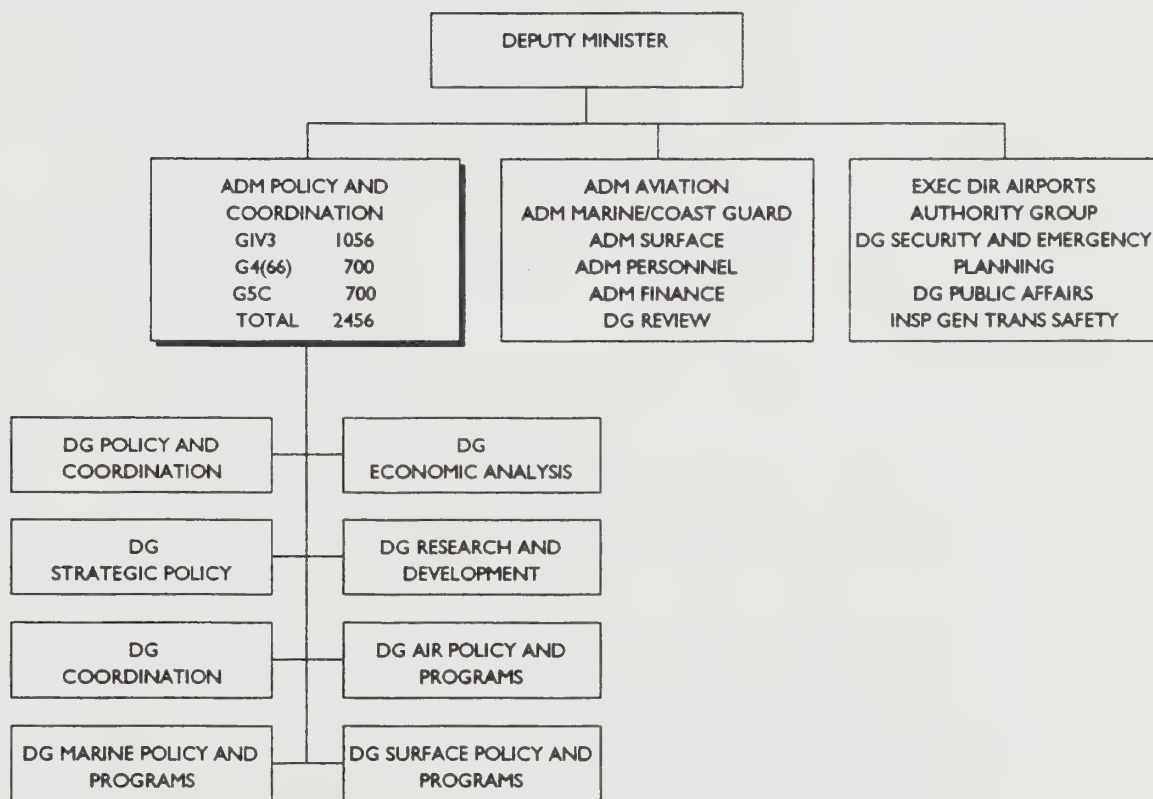 DEPUTY MINISTER
ADM POLICY AND
COORDINATION
GIV3 1056
G4(66) 700
G5C 700
TOTAL 2456
ADM AVIATION
ADM MARINE/COAST GUARD
ADM SURFACE
ADM PERSONNEL
ADM FINANCE
DG REVIEW
EXEC DIR AIRPORTS
AUTHORITY GROUP
DG SECURITY AND EMERGENCY
PLANNING
DG PUBLIC AFFAIRS
INSP GEN TRANS SAFETY
DG POLICY AND
COORDINATION
DG
ECONOMIC ANALYSIS
DG
STRATEGIC POLICY
DG RESEARCH AND
DEVELOPMENT
DG
COORDINATION
DG AIR POLICY AND
PROGRAMS
DG MARINE POLICY AND
PROGRAMS
DG SURFACE POLICY AND
PROGRAMS